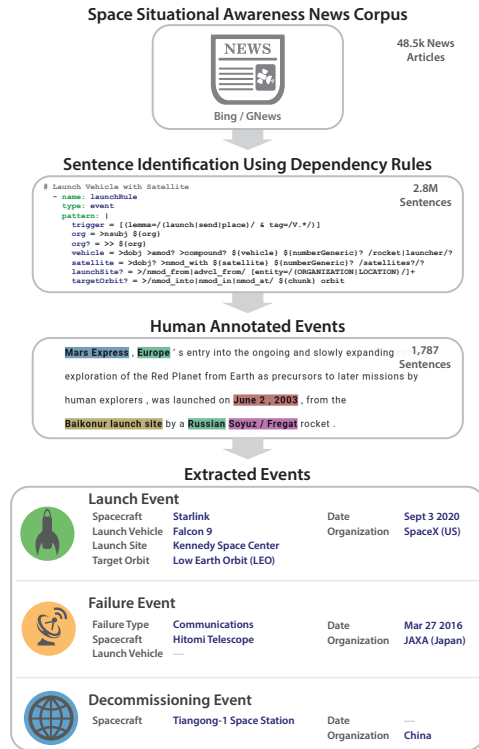 Space Situational Awareness News Corpus
NEWS
48.5k News
Articles
Bing / GNews
Sentence Identification Using Dependency Rules
# Launch Vehicle with Satellite
- name: launchRule
type: event
pattern: |
trigger = [(lemma=/(launch|send|place)/ & tag=/V.*/)]
org = >nsubj ${org}
org? = >> ${org}
vehicle = >dobj >amod? >compound? ${vehicle} ${numberGeneric}? /rocket|launcher/?
satellite = >dobj? >nmod_with ${satellite} ${numberGeneric}? /satellites?/?
launchSite? = >/nmod_from|advcl_from/ [entity=/(ORGANIZATION|LOCATION)/]+
targetOrbit? = >/nmod_into|nmod_in|nmod_at/ ${chunk} orbit
2.8M
Sentences
Human Annotated Events
Mars Express , Europe ' s entry into the ongoing and slowly expanding
1,787
Sentences
exploration of the Red Planet from Earth as precursors to later missions by
human explorers , was launched on June 2 , 2003 , from the
Baikonur launch site by a Russian Soyuz / Fregat rocket .
Extracted Events
Launch Event
Spacecraft Starlink Date Sept 3 2020
Launch Vehicle Falcon 9 Organization SpaceX (US)
Launch Site Kennedy Space Center
Target Orbit Low Earth Orbit (LEO)
Failure Event
Failure Type Communications Date Mar 27 2016
Spacecraft Hitomi Telescope Organization JAXA (Japan)
Launch Vehicle —
Decommissioning Event
Spacecraft Tiangong-1 Space Station Date —
Organization China